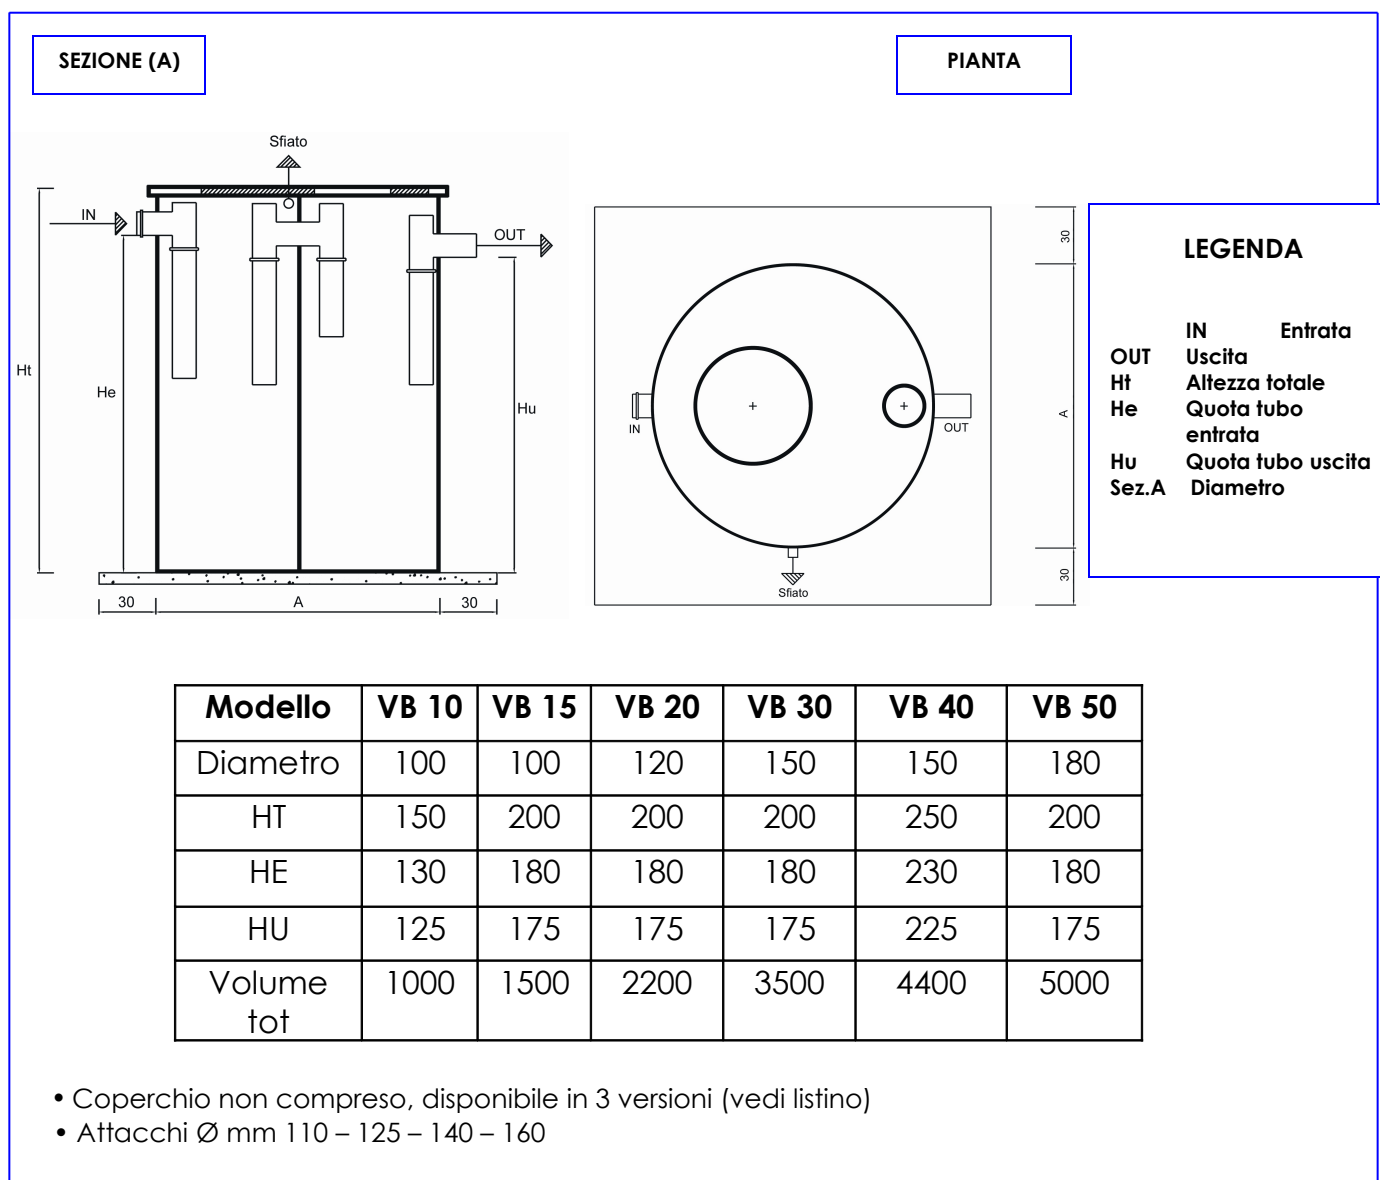 SEZIONE (A)
PIANTA
Sfiato
IN
OUT
Ht
He
Hu
30
A
30
30
A
30
IN
OUT
Sfiato
LEGENDA
IN Entrata
OUT Uscita
Ht Altezza totale
He Quota tubo
entrata
Hu Quota tubo uscita
Sez.A Diametro
Modello VB 10 VB 15 VB 20 VB 30 VB 40 VB 50
Diametro 100 100 120 150 150 180
HT 150 200 200 200 250 200
HE 130 180 180 180 230 180
HU 125 175 175 175 225 175
Volume 1000 1500 2200 3500 4400 5000
tot
• Coperchio non compreso, disponibile in 3 versioni (vedi listino)
• Attacchi Ø mm 110 – 125 – 140 – 160